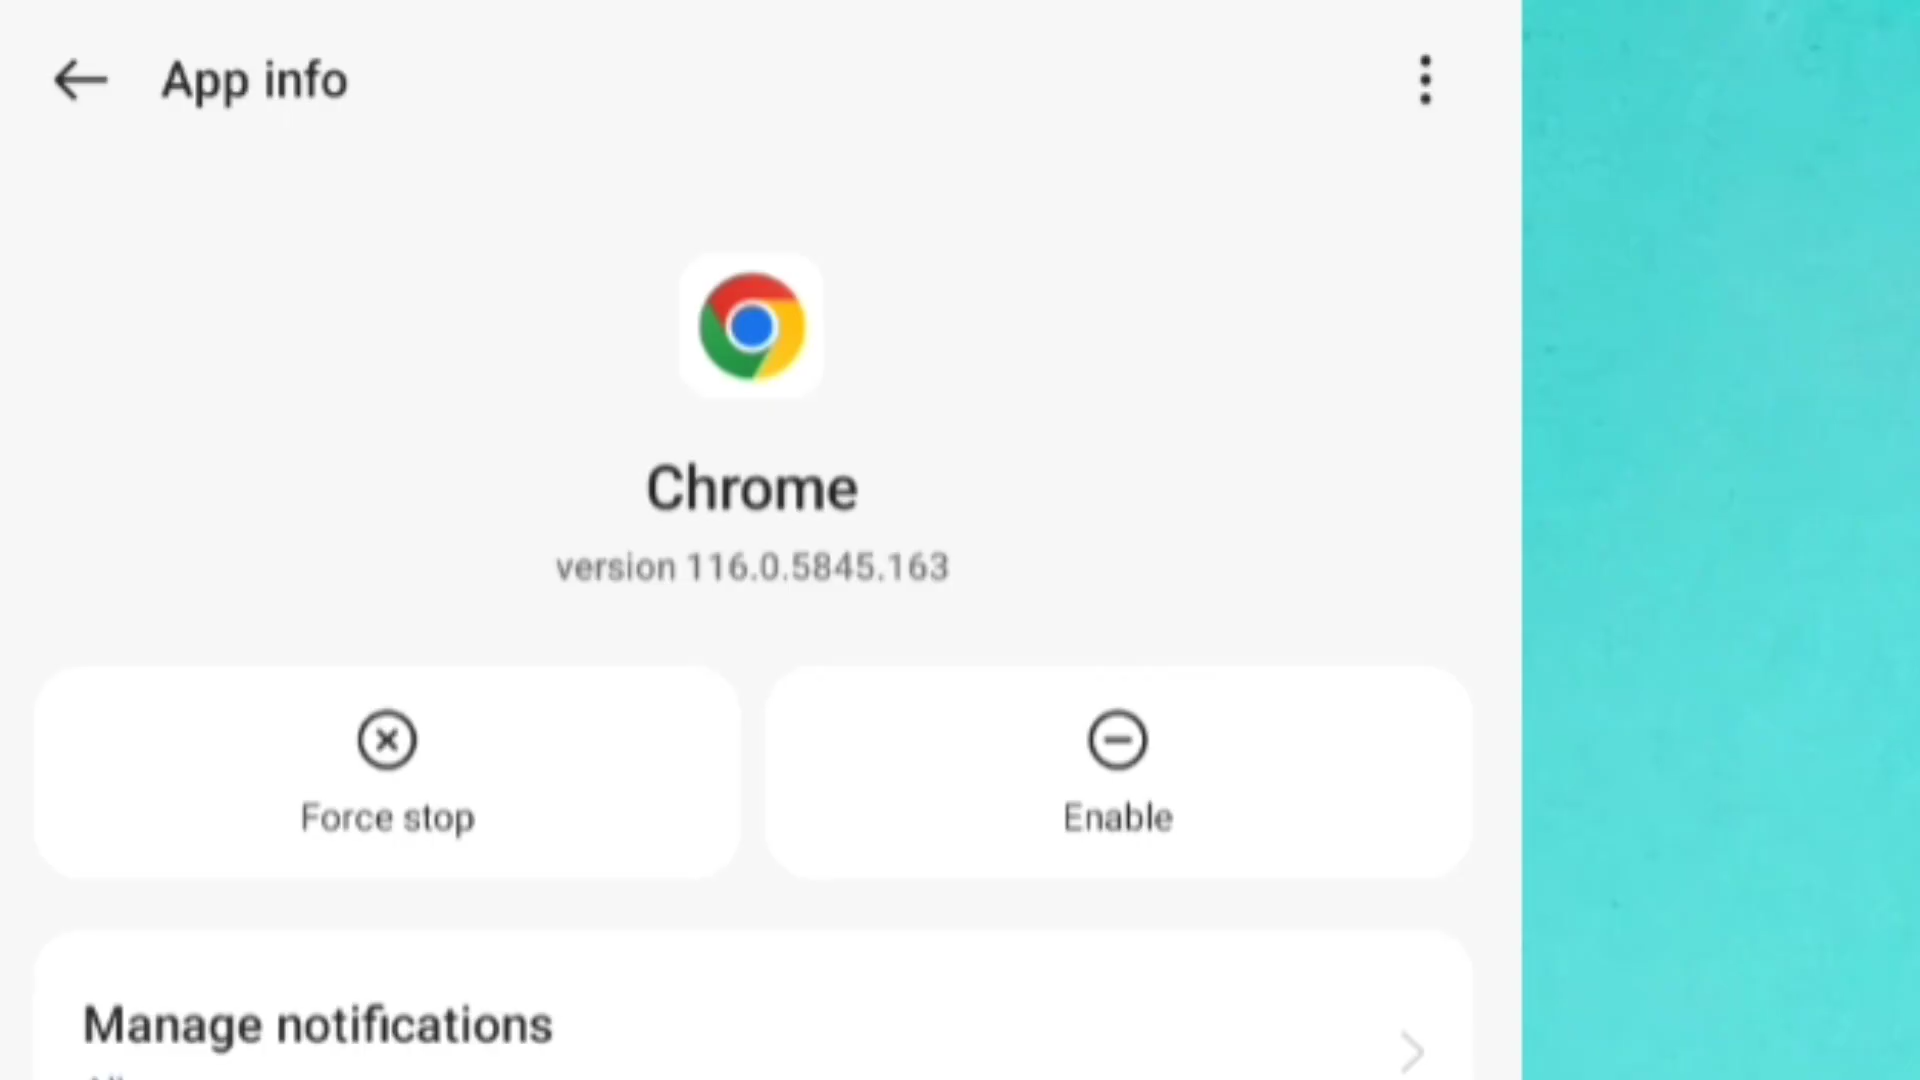 App info
Chrome
version 116.0.5845.163
Force stop
Enable
Manage notifications